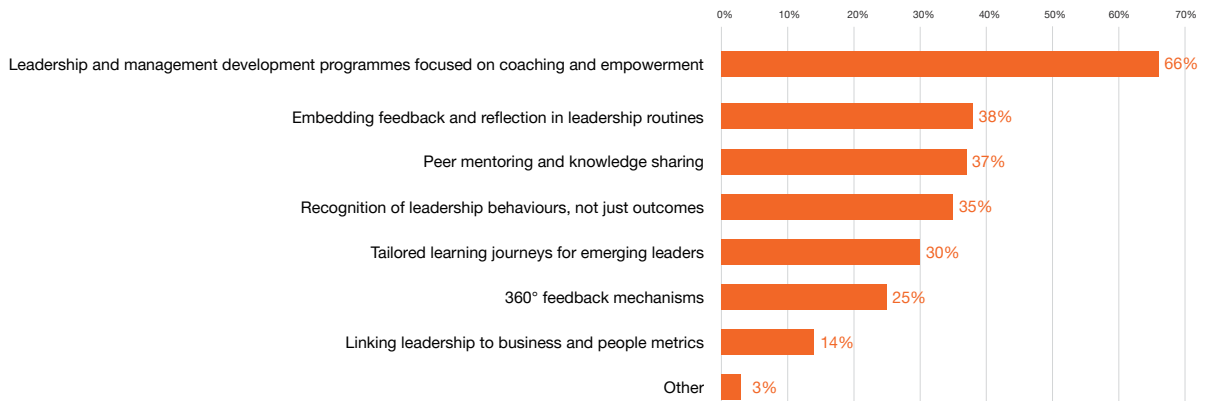 0% 10% 20% 30% 40% 50% 60% 70%
Leadership and management development programmes focused on coaching and empowerment 66%
Embedding feedback and reflection in leadership routines 38%
Peer mentoring and knowledge sharing 37%
Recognition of leadership behaviours, not just outcomes 35%
Tailored learning journeys for emerging leaders 30%
360° feedback mechanisms 25%
Linking leadership to business and people metrics 14%
Other 3%